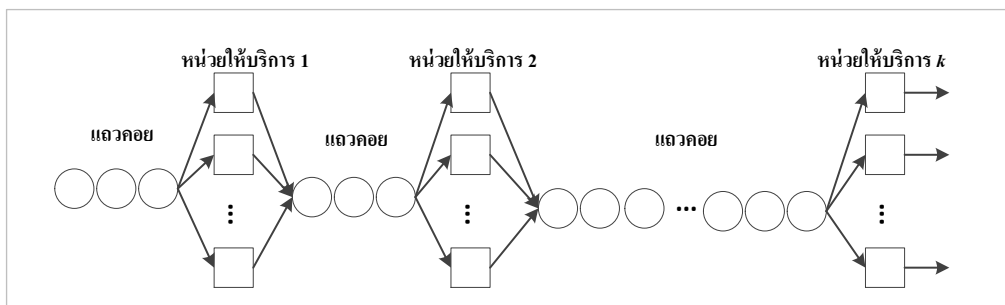 หน่วยให้บริการ 1
หน่วยให้บริการ 2
หน่วยให้บริการ k
แถวคอย
แถวคอย
แถวคอย